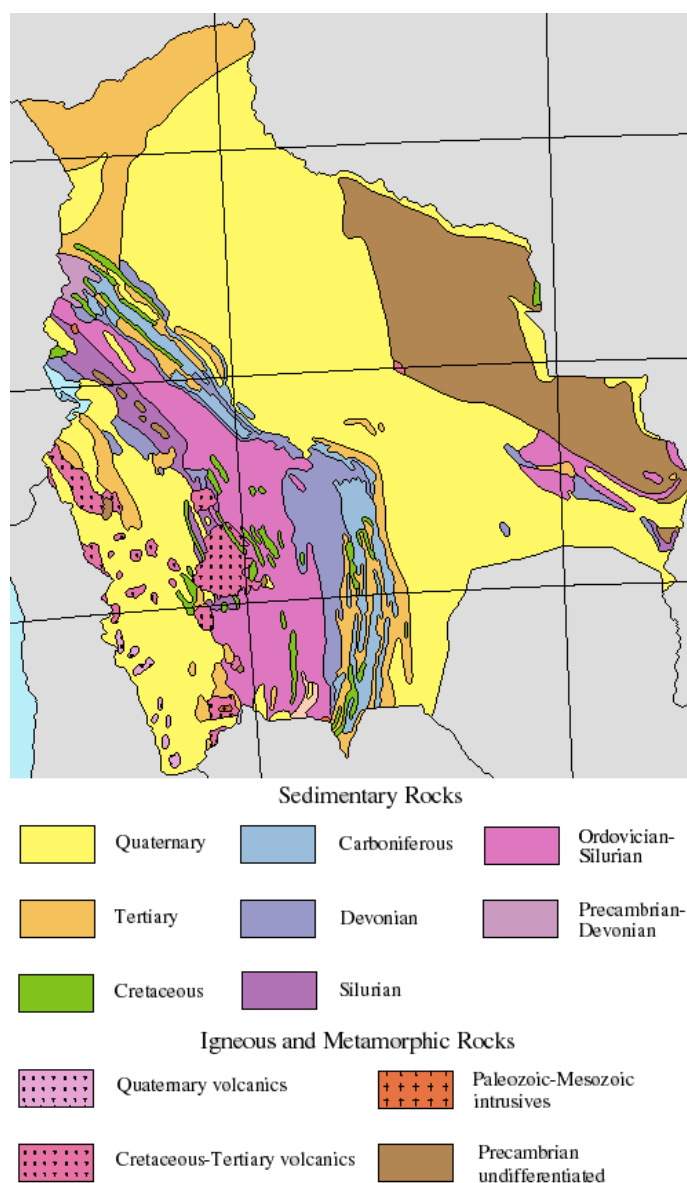 Sedimentary Rocks
Quaternary
Carboniferous
Ordovician-
Silurian
Tertiary
Devonian
Precambrian-
Devonian
Cretaceous
Silurian
Igneous and Metamorphic Rocks
Quaternary volcanics
Paleozoic-Mesozoic
intrusives
Cretaceous-Tertiary volcanics
Precambrian
undifferentiated